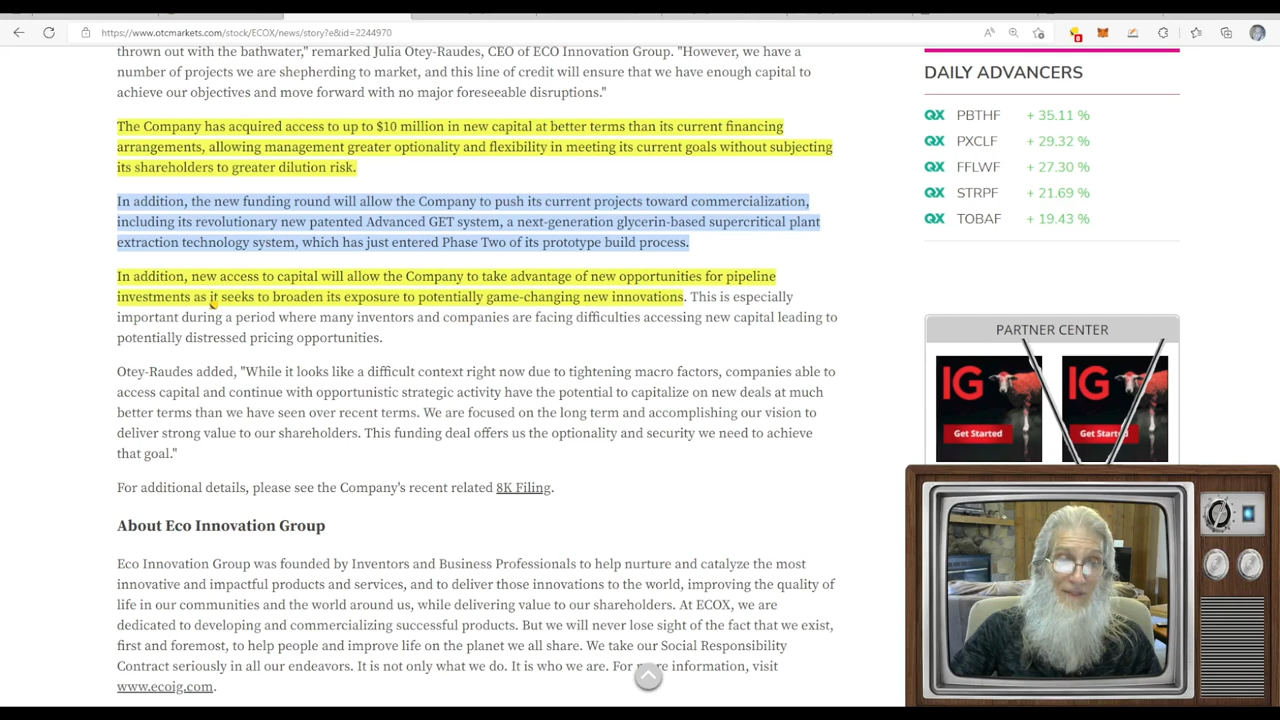 https://www.otcmarkets.com/stock/ECOX/news/story?e&id=2244970
thrown out with the bathwater," remarked Julia Otey-Raudes, CEO of ECO Innovation Group. "However, we have a
number of projects we are shepherding to market, and this line of credit will ensure that we have enough capital to
achieve our objectives and move forward with no major foreseeable disruptions."
The Company has acquired access to up to $10 million in new capital at better terms than its current financing
arrangements, allowing management greater optionality and flexibility in meeting its current goals without subjecting
its shareholders to greater dilution risk.
In addition, the new funding round will allow the Company to push its current projects toward commercialization,
including its revolutionary new patented Advanced GET system, a next-generation glycerin-based supercritical plant
extraction technology system, which has just entered Phase Two of its prototype build process.
In addition, new access to capital will allow the Company to take advantage of new opportunities for pipeline
investments as it seeks to broaden its exposure to potentially game-changing new innovations. This is especially
important during a period where many inventors and companies are facing difficulties accessing new capital leading to
potentially distressed pricing opportunities.
Otey-Raudes added, "While it looks like a difficult context right now due to tightening macro factors, companies able to
access capital and continue with opportunistic strategic activity have the potential to capitalize on new deals at much
better terms than we have seen over recent terms. We are focused on the long term and accomplishing our vision to
deliver strong value to our shareholders. This funding deal offers us the optionality and security we need to achieve
that goal."
For additional details, please see the Company's recent related 8K Filing.
About Eco Innovation Group
Eco Innovation Group was founded by Inventors and Business Professionals to help nurture and catalyze the most
innovative and impactful products and services, and to deliver those innovations to the world, improving the quality of
life in our communities and the world around us, while delivering value to our shareholders. At ECOX, we are
dedicated to developing and commercializing successful products. But we will never lose sight of the fact that we exist,
first and foremost, to help people and improve life on the planet we all share. We take our Social Responsibility
Contract seriously in all our endeavors. It is not only what we do. It is who we are. For more information, visit
www.ecoig.com.
DAILY ADVANCERS
QX PBTHF + 35.11 %
QX PXCLF + 29.32 %
QX FFLWF + 27.30 %
QX STRPF + 21.69 %
QX TOBAF + 19.43 %
PARTNER CENTER
IG IG
Get Started Get Started